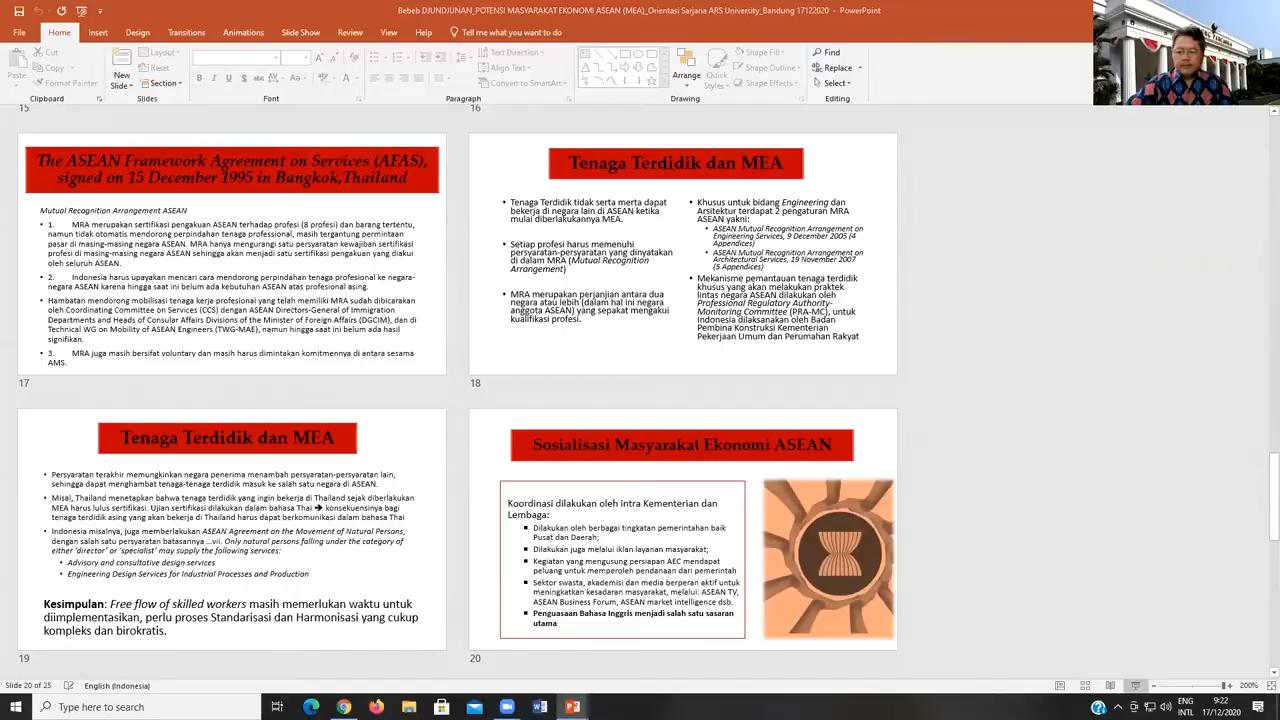 Bebeb DJUNDJUNAN_POTENSI MASYARAKAT EKONOMI ASEAN (MEA)_Orientasi Sarjana ARS University_Bandung 17122020 - PowerPoint
File Home Insert Design Transitions Animations Slide Show Review View Help Tell me what you want to do
Cut
Copy
Format Painter
Paste
Clipboard
New
Slide
Layout
Reset
Section
Slides
B I U S
Font
Text Direction
Align Text
Convert to SmartArt
Paragraph
Arrange
Quick
Styles
Shape Fill
Shape Outline
Shape Effects
Drawing
Find
Replace
Select
Editing
15
16
The ASEAN Framework Agreement on Services (AFAS),
signed on 15 December 1995 in Bangkok,Thailand
Mutual Recognition Arrangement ASEAN
• 1. MRA merupakan sertifikasi pengakuan ASEAN terhadap profesi (8 profesi) dan barang tertentu,
namun tidak otomatis mendorong perpindahan tenaga professional, masih tergantung permintaan
pasar di masing-masing negara ASEAN. MRA hanya mengurangi satu persyaratan kewajiban sertifikasi
profesi di masing-masing negara ASEAN sehingga akan menjadi satu sertifikasi pengakuan yang diakui
oleh seluruh ASEAN.
• 2. Indonesia harus upayakan mencari cara mendorong perpindahan tenaga profesional ke negara-
negara ASEAN karena hingga saat ini belum ada kebutuhan ASEAN atas profesional asing.
Hambatan mendorong mobilisasi tenaga kerja profesional yang telah memiliki MRA sudah dibicarakan
oleh Coordinating Committee on Services (CCS) dengan ASEAN Directors-General of Immigration
Departments and Heads of Consular Affairs Divisions of the Minister of Foreign Affairs (DGCIM), dan di
Technical WG on Mobility of ASEAN Engineers (TWG-MAE), namun hingga saat ini belum ada hasil
signifikan.
• 3. MRA juga masih bersifat voluntary dan masih harus dimintakan komitmennya di antara sesama
AMS.
17
Tenaga Terdidik dan MEA
• Tenaga Terdidik tidak serta merta dapat
bekerja di negara lain di ASEAN ketika
mulai diberlakukannya MEA.
• Setiap profesi harus memenuhi
persyaratan-persyaratan yang dinyatakan
di dalam MRA (Mutual Recognition
Arrangement)
• MRA merupakan perjanjian antara dua
negara atau lebih (dalam hal ini negara
anggota ASEAN) yang sepakat mengakui
kualifikasi profesi.
• Khusus untuk bidang Engineering dan
Arsitektur terdapat 2 pengaturan MRA
ASEAN yakni:
• ASEAN Mutual Recognition Arrangement on
Engineering Services, 9 December 2005 (4
Appendices)
• ASEAN Mutual Recognition Arrangement on
Architectural Services, 19 November 2007
(5 Appendices)
• Mekanisme pemantauan tenaga terdidik
khusus yang akan melakukan praktek
lintas negara ASEAN dilakukan oleh
Professional Regulatory Authority-
Monitoring Committee (PRA-MC), untuk
Indonesia dilaksanakan oleh Badan
Pembina Konstruksi Kementerian
Pekerjaan Umum dan Perumahan Rakyat
18
Tenaga Terdidik dan MEA
• Persyaratan terakhir memungkinkan negara penerima menambah persyaratan-persyaratan lain,
sehingga dapat menghambat tenaga-tenaga terdidik masuk ke salah satu negara di ASEAN.
• Misal, Thailand menetapkan bahwa tenaga terdidik yang ingin bekerja di Thailand sejak diberlakukan
MEA harus lulus sertifikasi. Ujian sertifikasi dilakukan dalam bahasa Thai ➔ konsekuensinya bagi
tenaga terdidik asing yang akan bekerja di Thailand harus dapat berkomunikasi dalam bahasa Thai
• Indonesia misalnya, juga memberlakukan ASEAN Agreement on the Movement of Natural Persons,
dengan salah satu persyaratan batasannya ...vii. Only natural persons falling under the category of
either ‘director’ or ‘specialist’ may supply the following services:
• Advisory and consultative design services
• Engineering Design Services for Industrial Processes and Production
Kesimpulan: Free flow of skilled workers masih memerlukan waktu untuk
diimplementasikan, perlu proses Standarisasi dan Harmonisasi yang cukup
kompleks dan birokratis.
19
Sosialisasi Masyarakat Ekonomi ASEAN
Koordinasi dilakukan oleh intra Kementerian dan
Lembaga:
▪ Dilakukan oleh berbagai tingkatan pemerintahan baik
Pusat dan Daerah;
▪ Dilakukan juga melalui iklan layanan masyarakat;
▪ Kegiatan yang mengusung persiapan AEC mendapat
peluang untuk memperoleh pendanaan dari pemerintah
▪ Sektor swasta, akademisi dan media berperan aktif untuk
meningkatkan kesadaran masyarakat, melalui: ASEAN TV,
ASEAN Business Forum, ASEAN market intelligence dsb.
▪ Penguasaan Bahasa Inggris menjadi salah satu sasaran
utama
20
Slide 20 of 25 English (Indonesia) 200%
Type here to search
ENG
INTL
9:22
17/12/2020